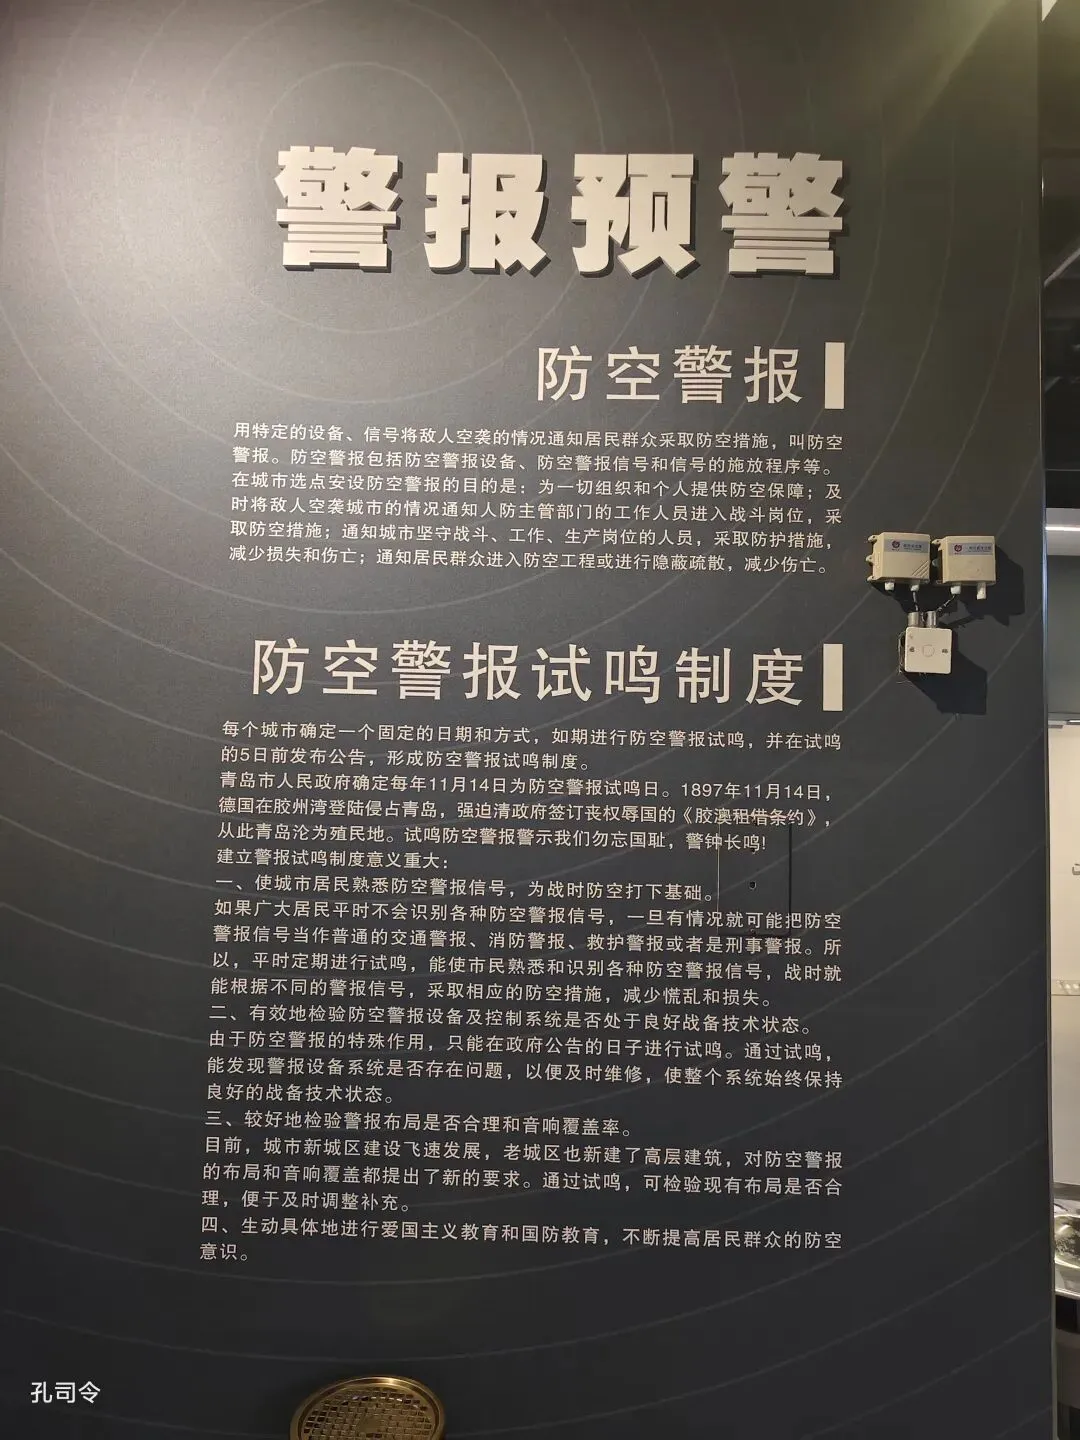 警报预警
防空警报
用特定的设备、信号将敌人空袭的情况通知居民群众采取防空措施，叫防空
警报。防空警报包括防空警报设备、防空警报信号和信号的施放程序等。
在城市选点安设防空警报的目的是：为一切组织和个人提供防空保障；及
时将敌人空袭城市的情况通知人防主管部门的工作人员进入战斗岗位，采
取防空措施；通知城市坚守战斗、工作、生产岗位的人员，采取防护措施，
减少损失和伤亡；通知居民群众进入防空工程或进行隐蔽疏散，减少伤亡。
防空警报试鸣制度
每个城市确定一个固定的日期和方式，如期进行防空警报试鸣，并在试鸣
的5日前发布公告，形成防空警报试鸣制度。
青岛市人民政府确定每年11月14日为防空警报试鸣日。1897年11月14日，
德国在胶州湾登陆侵占青岛，强迫清政府签订丧权辱国的《胶澳租借条约》，
从此青岛沦为殖民地。试鸣防空警报警示我们勿忘国耻，警钟长鸣!
建立警报试鸣制度意义重大：
一、使城市居民熟悉防空警报信号，为战时防空打下基础。
如果广大居民平时不会识别各种防空警报信号，一旦有情况就可能把防空
警报信号当作普通的交通警报、消防警报、救护警报或者是刑事警报。所
以，平时定期进行试鸣，能使市民熟悉和识别各种防空警报信号，战时就
能根据不同的警报信号，采取相应的防空措施，减少慌乱和损失。
二、有效地检验防空警报设备及控制系统是否处于良好战备技术状态。
由于防空警报的特殊作用，只能在政府公告的日子进行试鸣。通过试鸣，
能发现警报设备系统是否存在问题，以便及时维修，使整个系统始终保持
良好的战备技术状态。
三、较好地检验警报布局是否合理和音响覆盖率。
目前，城市新城区建设飞速发展，老城区也新建了高层建筑，对防空警报
的布局和音响覆盖都提出了新的要求。通过试鸣，可检验现有布局是否合
理，便于及时调整补充。
四、生动具体地进行爱国主义教育和国防教育，不断提高居民群众的防空
意识。
孔司令